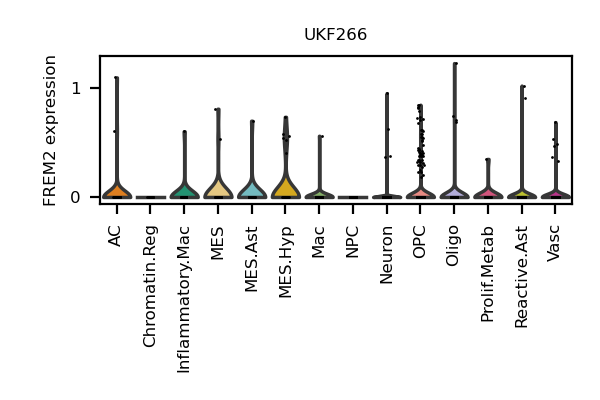 UKF266
FREM2 expression
1
0
AC
Chromatin.Reg
Inflammatory.Mac
MES
MES.Ast
MES.Hyp
Mac
NPC
Neuron
OPC
Oligo
Prolif.Metab
Reactive.Ast
Vasc